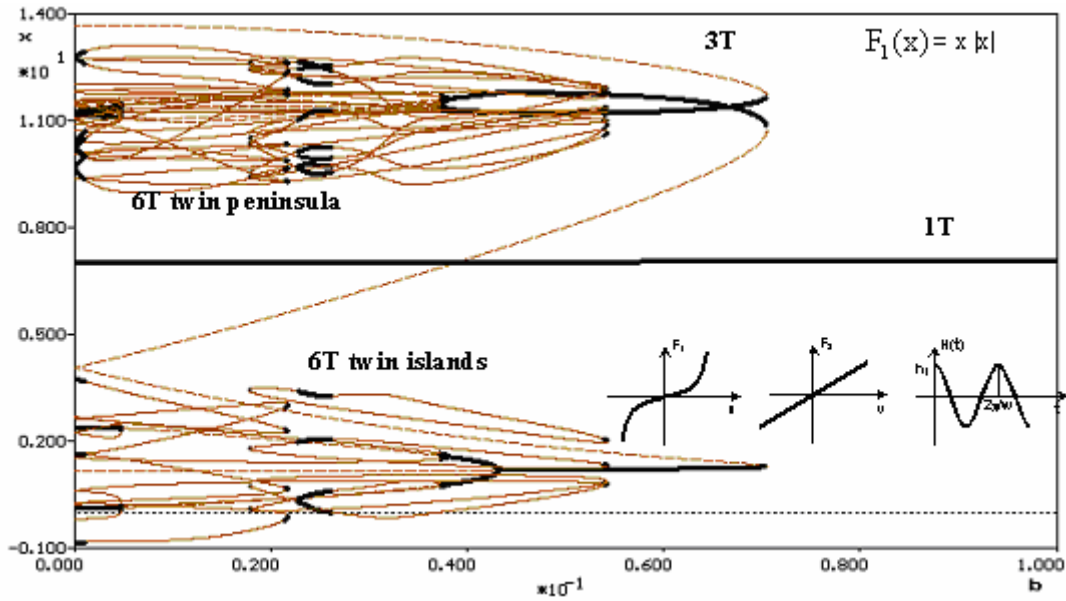 1.400
x
1
*10
1.100
0.800
0.500
0.200
-0.100
3T
F₁(x) = x |x|
6T twin peninsula
1T
6T twin islands
F₁
F₂
υ
H(t)
h₁
0.000
0.200
0.400
0.600
0.800
1.000
*10⁻¹
b